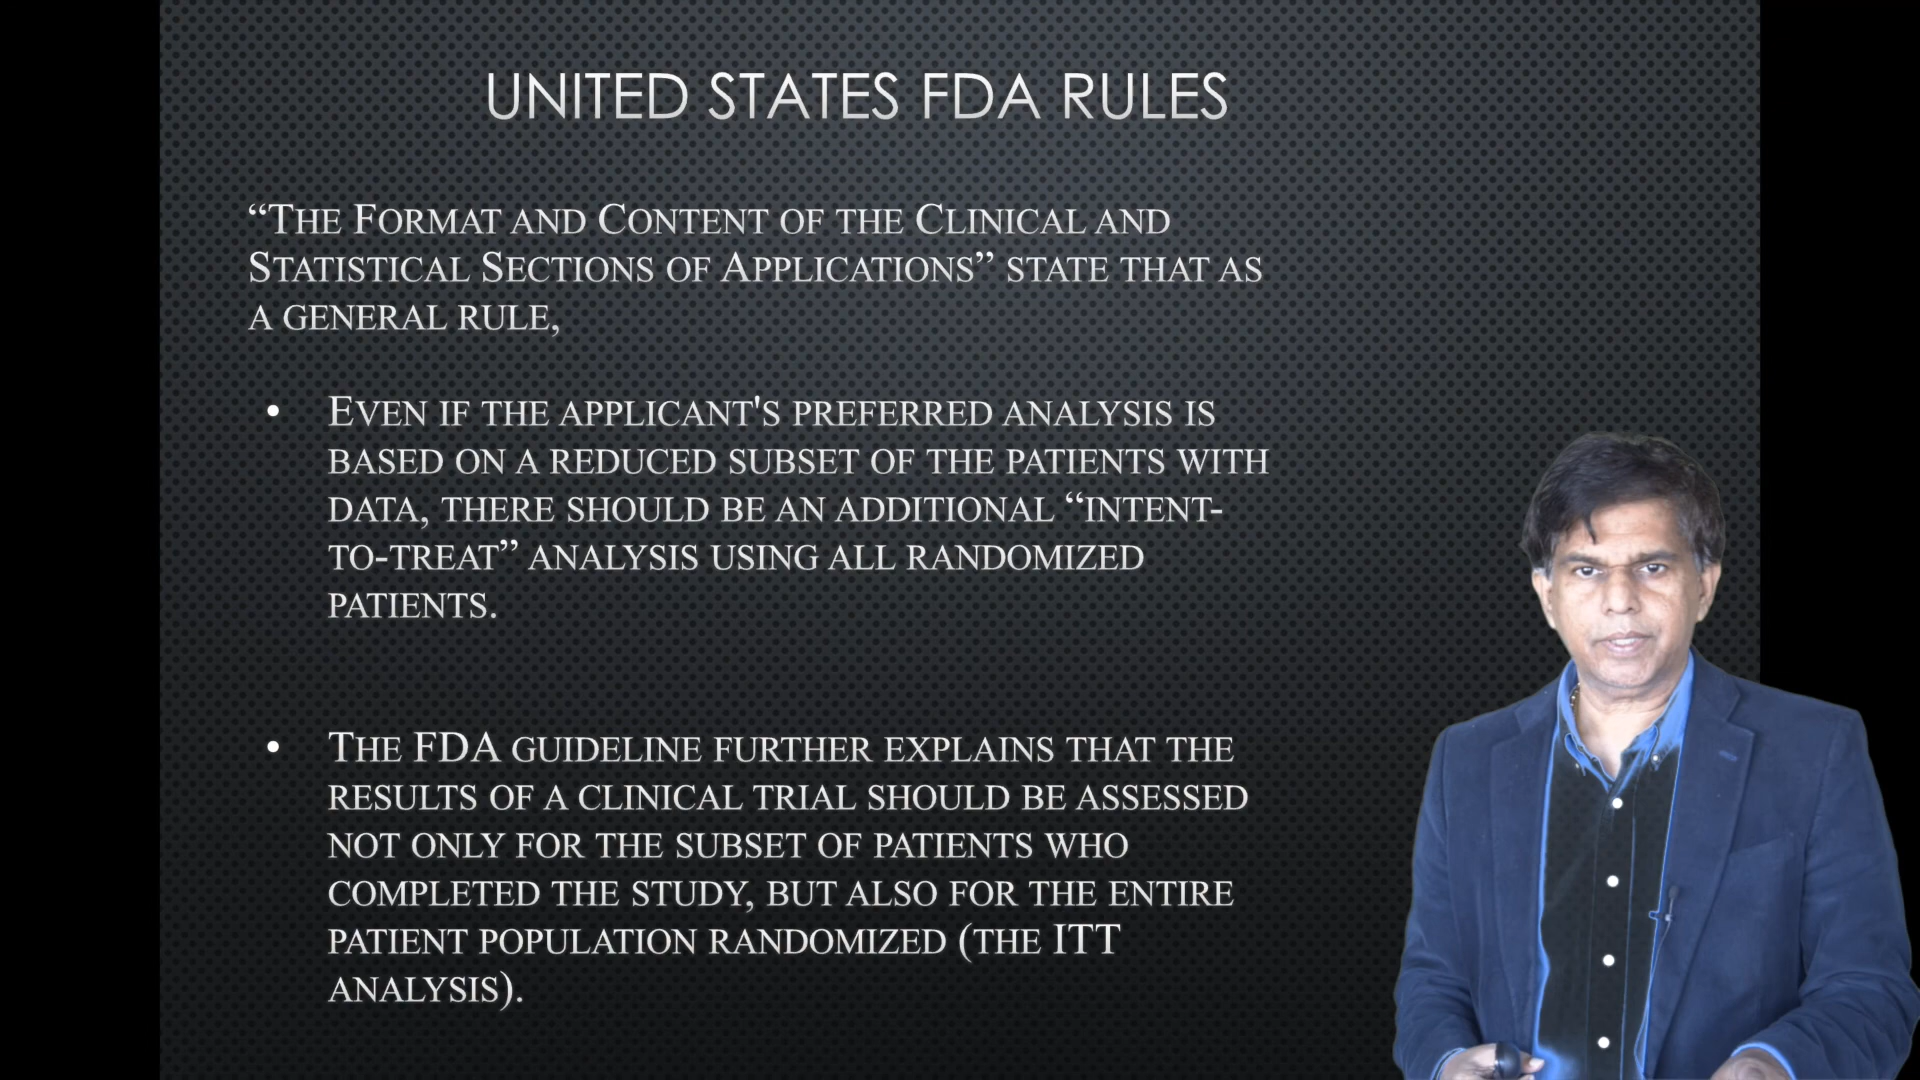 UNITED STATES FDA RULES
“THE FORMAT AND CONTENT OF THE CLINICAL AND
STATISTICAL SECTIONS OF APPLICATIONS” STATE THAT AS
A GENERAL RULE,
• EVEN IF THE APPLICANT'S PREFERRED ANALYSIS IS
BASED ON A REDUCED SUBSET OF THE PATIENTS WITH
DATA, THERE SHOULD BE AN ADDITIONAL “INTENT-
TO-TREAT” ANALYSIS USING ALL RANDOMIZED
PATIENTS.
• THE FDA GUIDELINE FURTHER EXPLAINS THAT THE
RESULTS OF A CLINICAL TRIAL SHOULD BE ASSESSED
NOT ONLY FOR THE SUBSET OF PATIENTS WHO
COMPLETED THE STUDY, BUT ALSO FOR THE ENTIRE
PATIENT POPULATION RANDOMIZED (THE ITT
ANALYSIS).